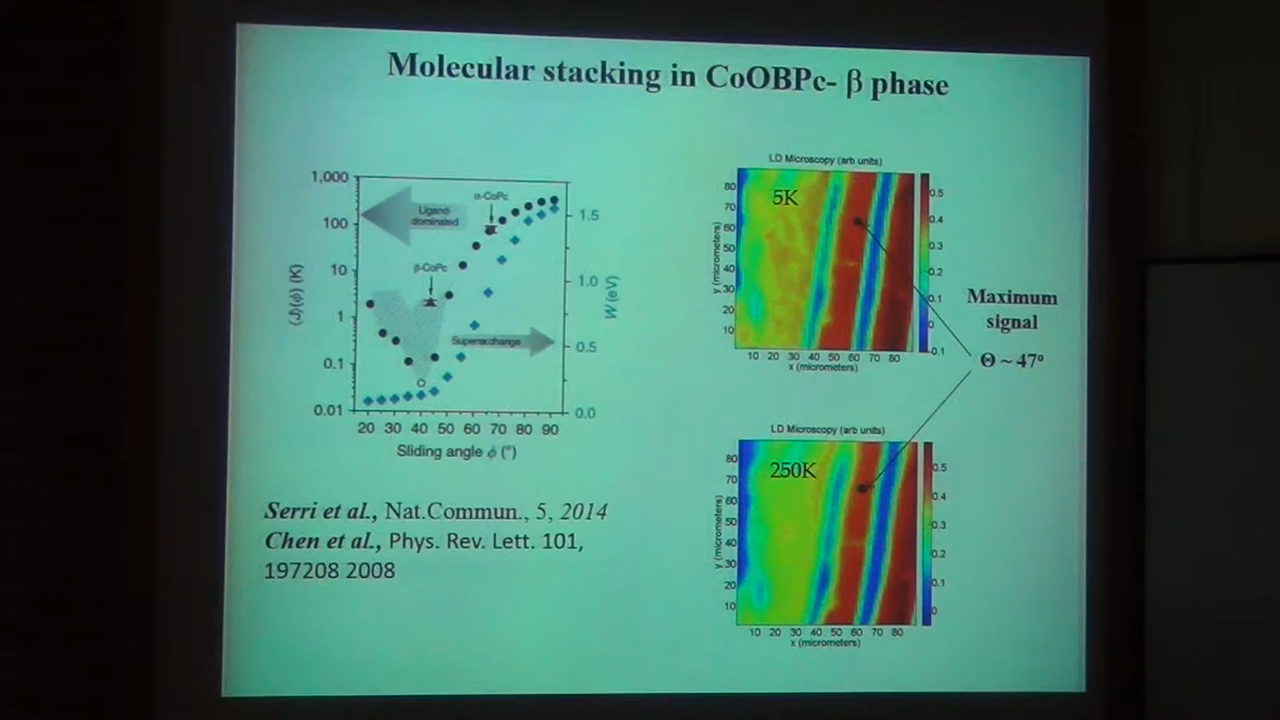 Molecular stacking in CoOBPc- β phase
1,000
100
10
1
0.1
0.01
⟨J⟩(ϕ) (K)
Ligand
dominated
α-CoPc
β-CoPc
Superexchange
1.5
1.0
0.5
0.0
W (eV)
20 30 40 50 60 70 80 90
Sliding angle ϕ (°)
Serri et al., Nat.Commun., 5, 2014
Chen et al., Phys. Rev. Lett. 101,
197208 2008
LD Microscopy (arb units)
5K
80
70
60
50
40
30
20
10
y (micrometers)
10 20 30 40 50 60 70 80
x (micrometers)
0.5
0.4
0.3
0.2
0.1
0
0.1
Maximum
signal
Θ ~ 47º
LD Microscopy (arb units)
250K
80
70
60
50
40
30
20
10
y (micrometers)
10 20 30 40 50 60 70 80
x (micrometers)
0.5
0.4
0.3
0.2
0.1
0